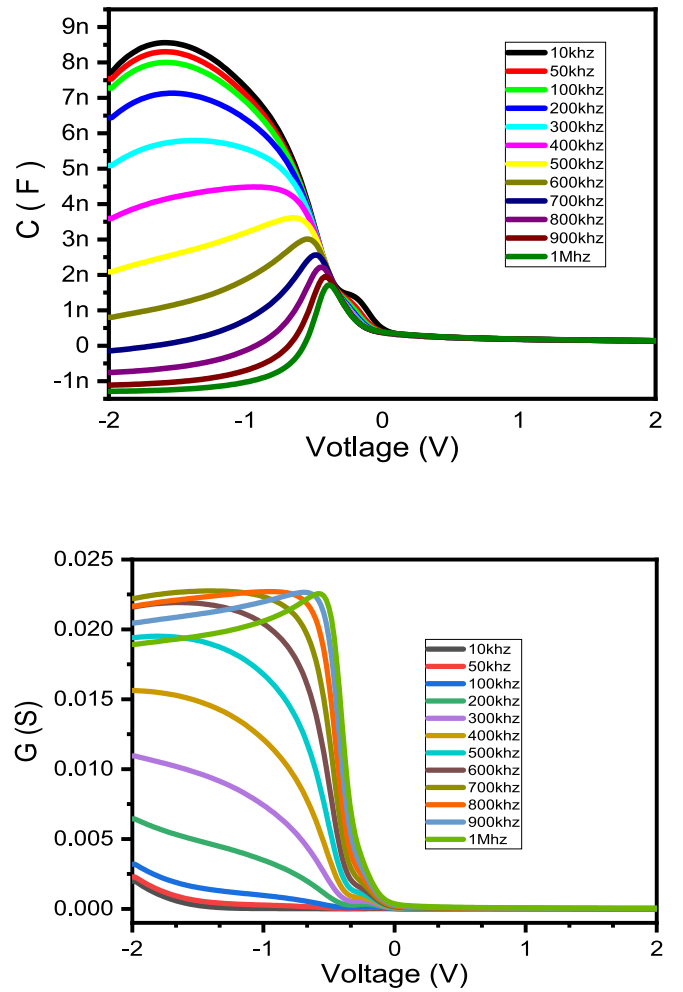 9n
8n
7n
6n
5n
4n
3n
2n
1n
0
-1n
C ( F )
10khz
50khz
100khz
200khz
300khz
400khz
500khz
600khz
700khz
800khz
900khz
1Mhz
-2 -1 0 1 2
Votlage (V)
0.025
0.020
0.015
0.010
0.005
0.000
G (S)
10khz
50khz
100khz
200khz
300khz
400khz
500khz
600khz
700khz
800khz
900khz
1Mhz
-2 -1 0 1 2
Voltage (V)